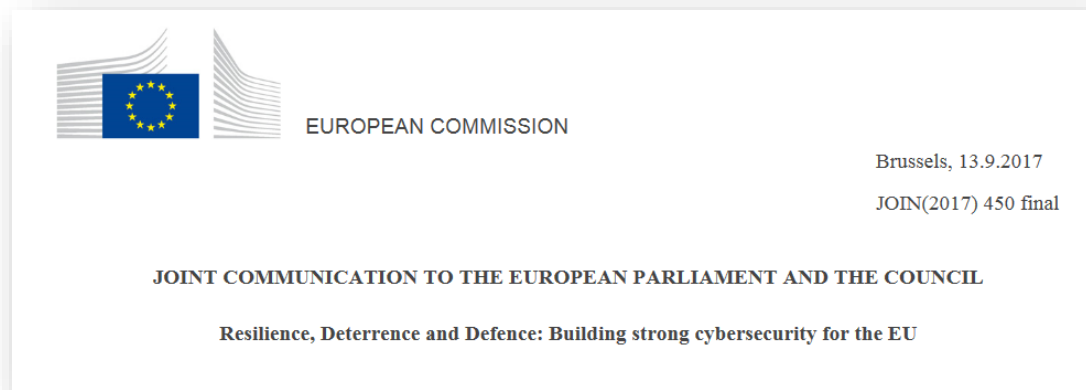 EUROPEAN COMMISSION
Brussels, 13.9.2017
JOIN(2017) 450 final
JOINT COMMUNICATION TO THE EUROPEAN PARLIAMENT AND THE COUNCIL
Resilience, Deterrence and Defence: Building strong cybersecurity for the EU